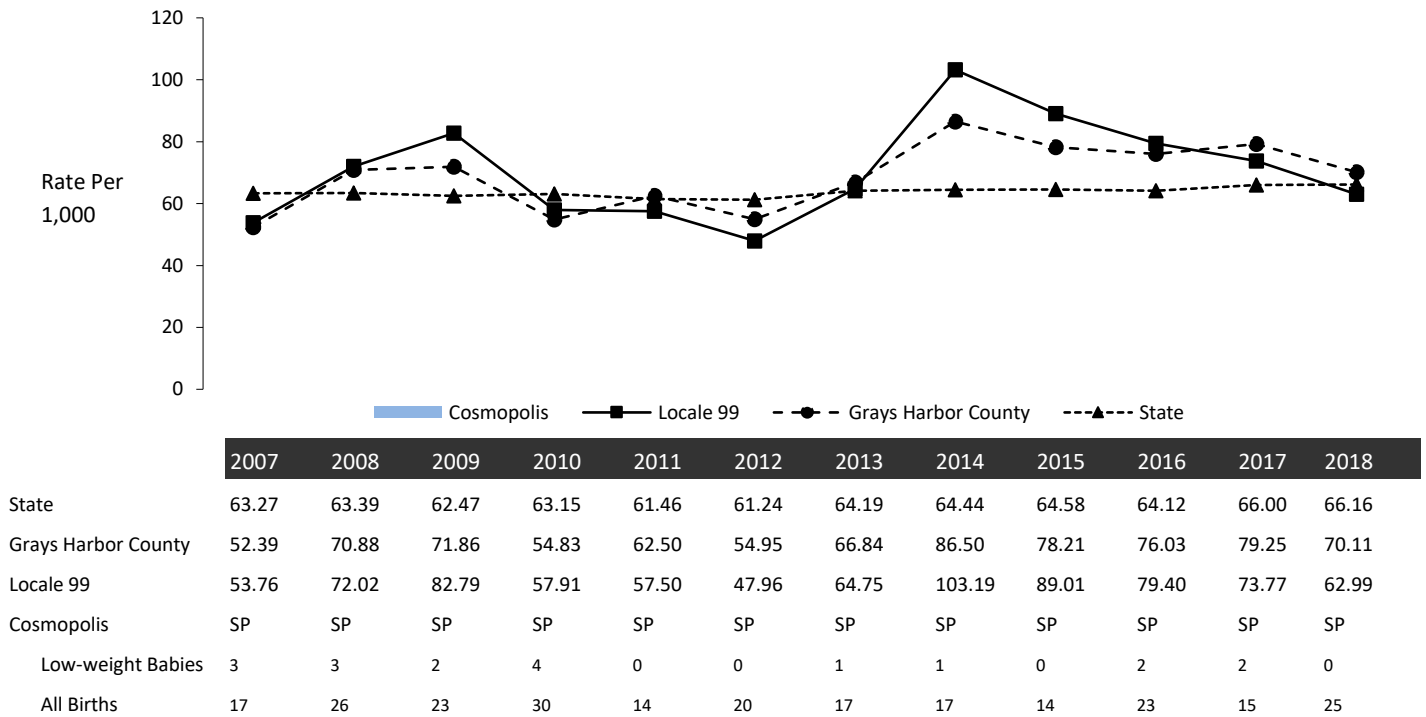 120
100
80
60
40
20
0
Rate Per
1,000
Cosmopolis Locale 99 Grays Harbor County State
2007 2008 2009 2010 2011 2012 2013 2014 2015 2016 2017 2018
State 63.27 63.39 62.47 63.15 61.46 61.24 64.19 64.44 64.58 64.12 66.00 66.16
Grays Harbor County 52.39 70.88 71.86 54.83 62.50 54.95 66.84 86.50 78.21 76.03 79.25 70.11
Locale 99 53.76 72.02 82.79 57.91 57.50 47.96 64.75 103.19 89.01 79.40 73.77 62.99
Cosmopolis SP SP SP SP SP SP SP SP SP SP SP SP
Low-weight Babies 3 3 2 4 0 0 1 1 0 2 2 0
All Births 17 26 23 30 14 20 17 17 14 23 15 25